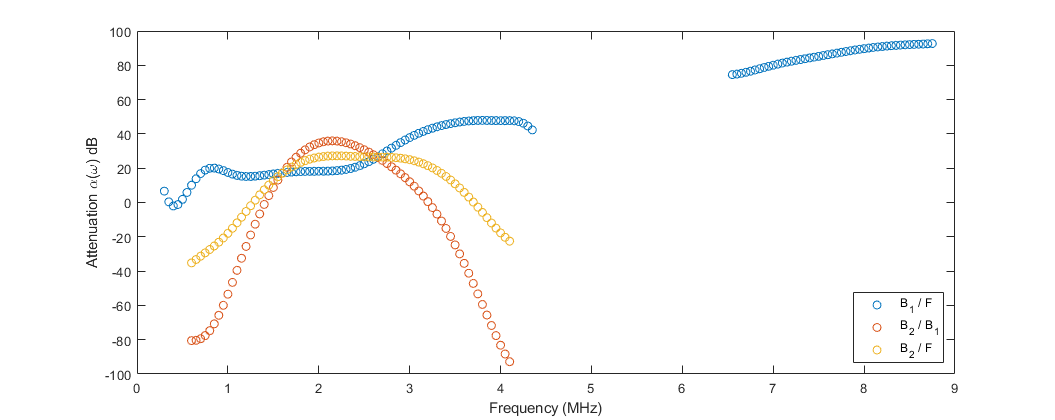 100
80
60
40
20
0
-20
-40
-60
-80
-100
Attenuation α(ω) dB
0 1 2 3 4 5 6 7 8 9
Frequency (MHz)
B₁ / F
B₂ / B₁
B₂ / F